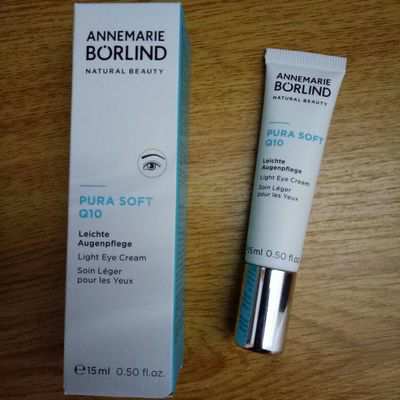 ANNEMARIE
BÖRLIND
NATURAL BEAUTY
PURA SOFT
Q10
Leichte
Augenpflege
Light Eye Cream
Soin Léger
pour les Yeux
℮15ml 0.50 fl.oz.
ANNEMARIE
BÖRLIND
NATURAL BEAUTY
PURA SOFT
Q10
Leichte
Augenpflege
Light Eye Cream
Soin Léger
pour les Yeux
15ml 0.50 fl.oz